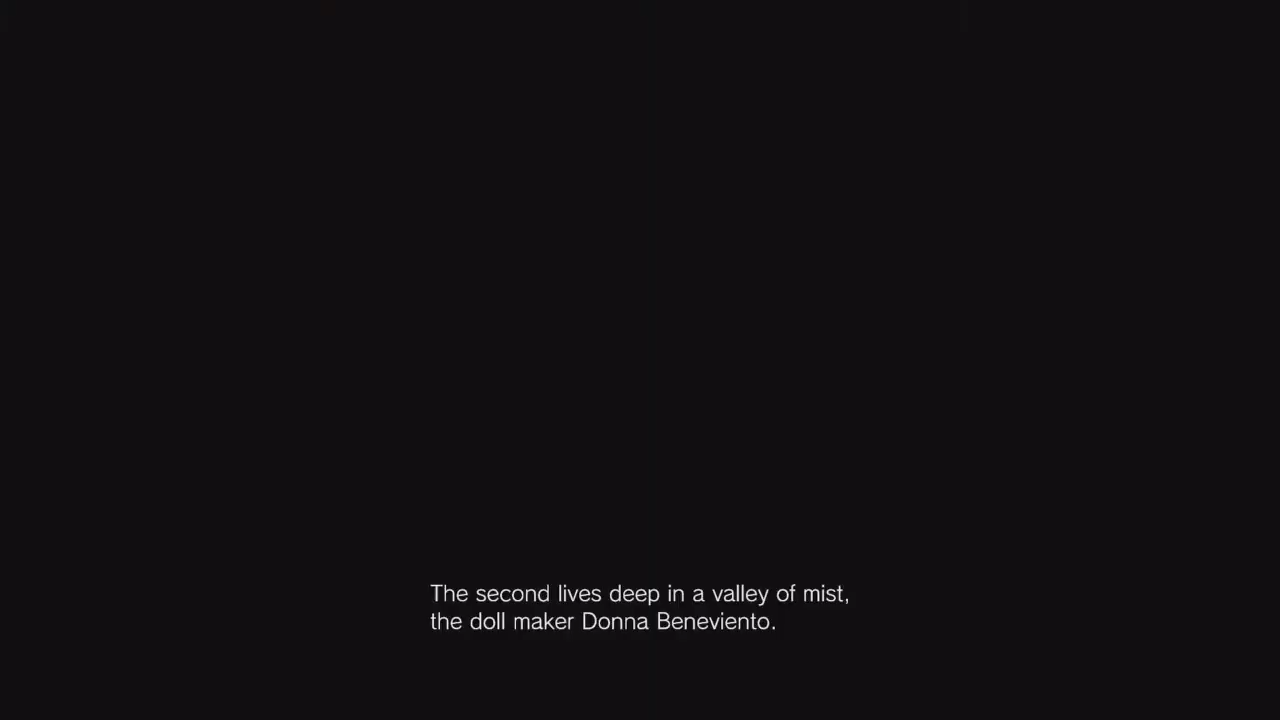 The second lives deep in a valley of mist,
the doll maker Donna Beneviento.